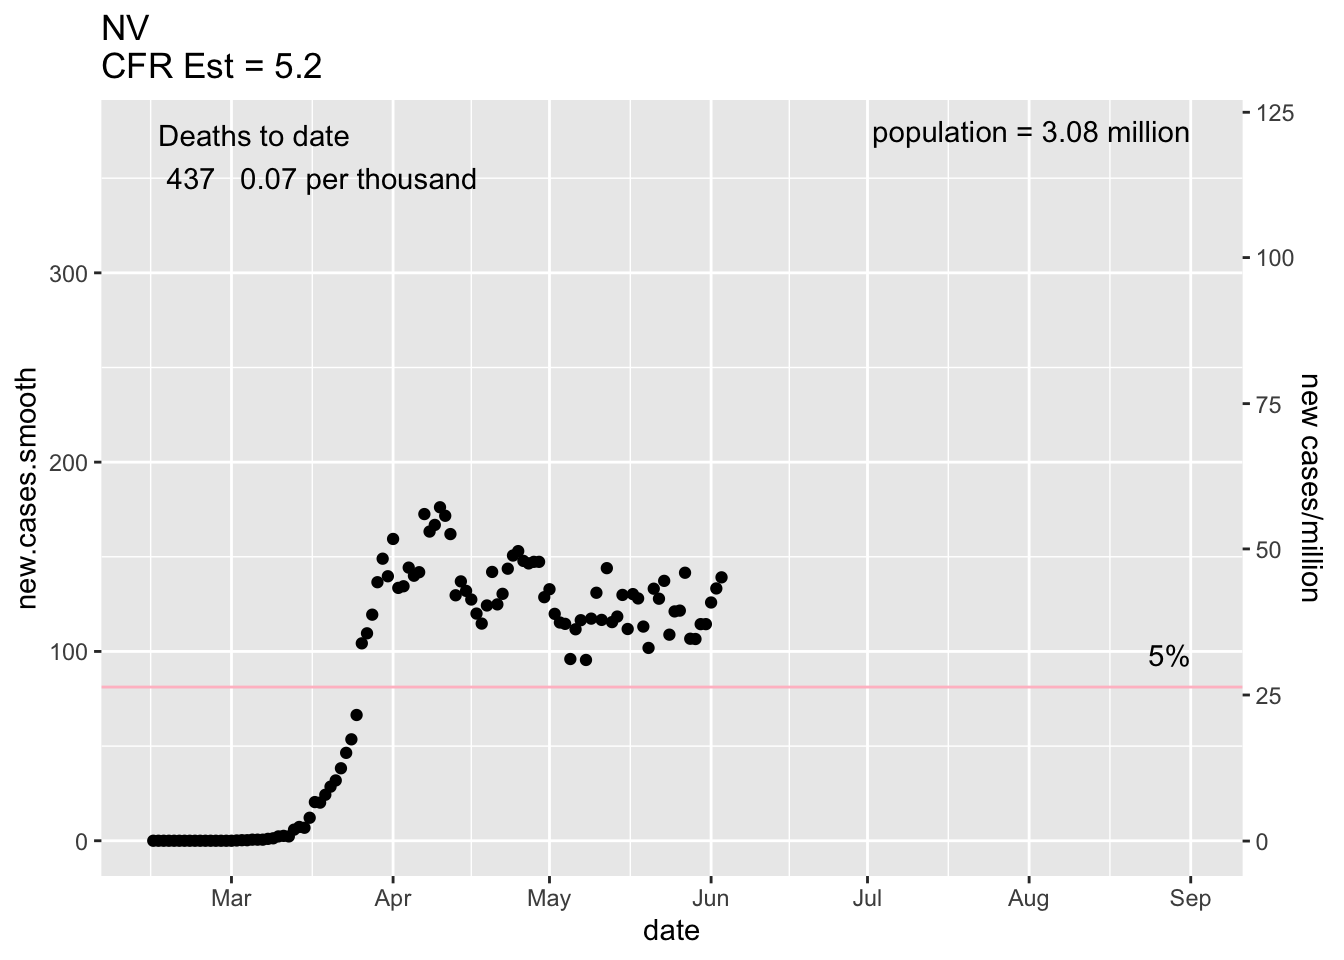 NV
CFR Est = 5.2
Deaths to date
437 0.07 per thousand
population = 3.08 million
125
100
75
50
25
0
new cases/million
300
200
100
0
new.cases.smooth
5%
Mar Apr May Jun Jul Aug Sep
date